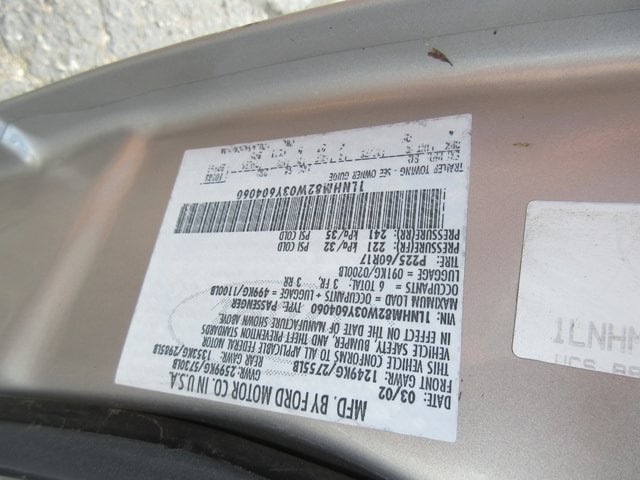 MFD. BY FORD MOTOR CO. IN U.S.A.
DATE: 03/02 GVWR: 2599KG/5730LB
FRONT GAWR: 1249KG/2755LB REAR GAWR: 1353KG/2985LB
THIS VEHICLE CONFORMS TO ALL APPLICABLE FEDERAL MOTOR
VEHICLE SAFETY, BUMPER, AND THEFT PREVENTION STANDARDS
IN EFFECT ON THE DATE OF MANUFACTURE SHOWN ABOVE.
VIN: 1LNHM82W03Y604060 TYPE: PASSENGER
MAXIMUM LOAD = OCCUPANTS + LUGGAGE = 499KG/1100LB
OCCUPANTS = 6 TOTAL: 3 FR, 3 RR
LUGGAGE = 091KG/0200LB
TIRE: P225/60R17
PRESSURE(FR) 221 kPa/32 PSI COLD
PRESSURE(RR): 241 kPa/35 PSI COLD
1LNHM82W03Y604060
TRAILER TOWING - SEE OWNER GUIDE
1LNHM